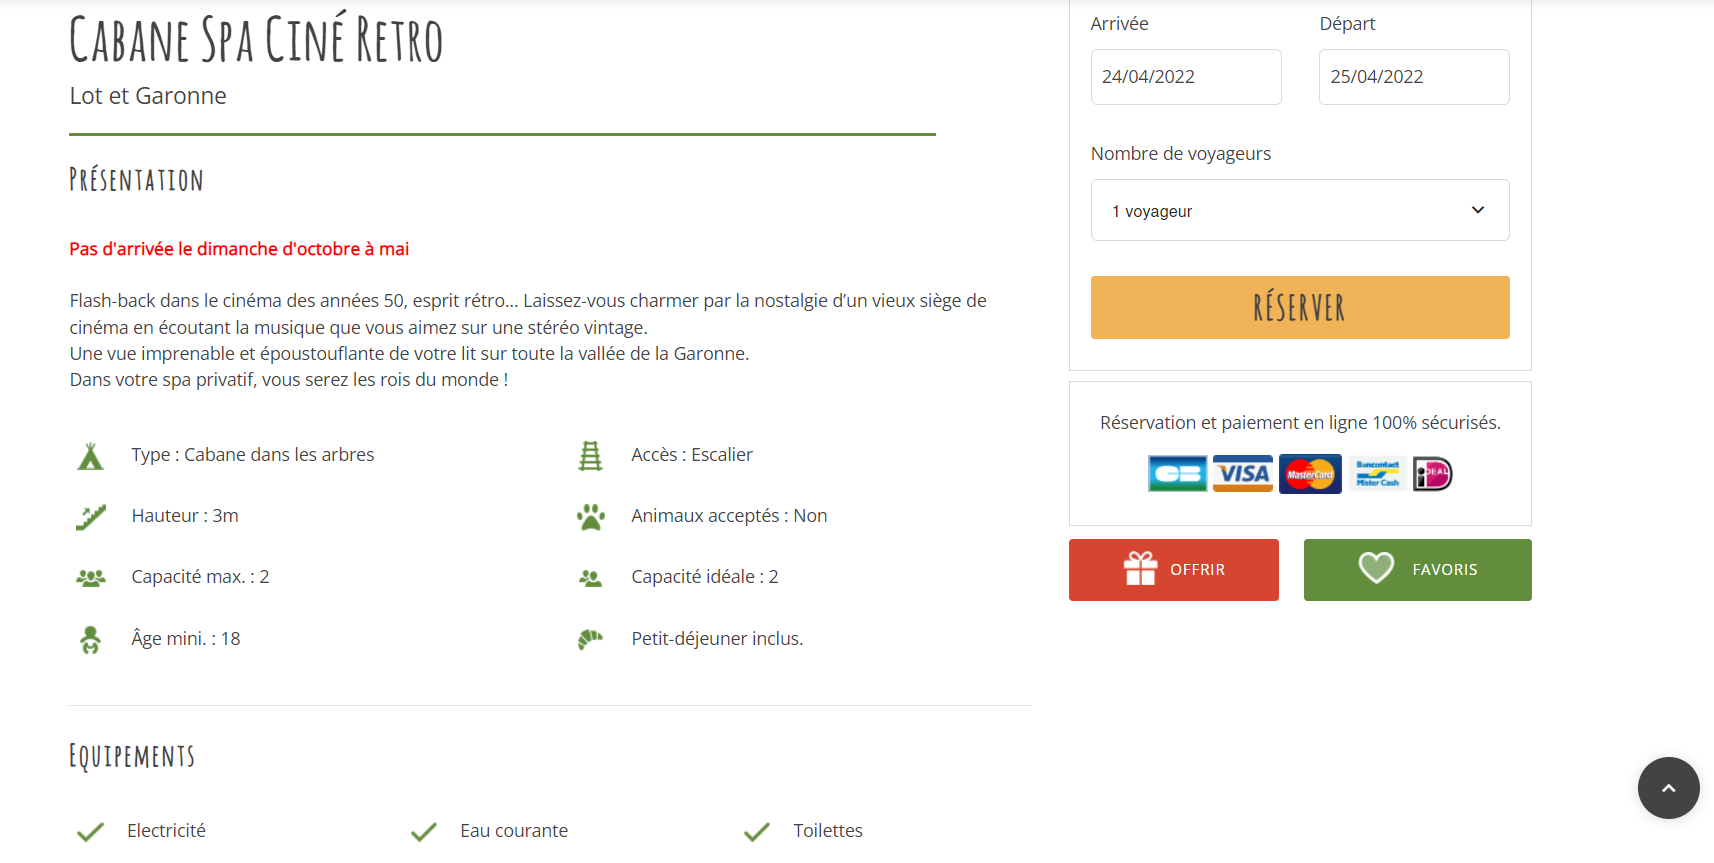 Cabane Spa Ciné Retro
Lot et Garonne
Présentation
Pas d'arrivée le dimanche d'octobre à mai
Flash-back dans le cinéma des années 50, esprit rétro... Laissez-vous charmer par la nostalgie d’un vieux siège de
cinéma en écoutant la musique que vous aimez sur une stéréo vintage.
Une vue imprenable et époustouflante de votre lit sur toute la vallée de la Garonne.
Dans votre spa privatif, vous serez les rois du monde !
Type : Cabane dans les arbres
Accès : Escalier
Hauteur : 3m
Animaux acceptés : Non
Capacité max. : 2
Capacité idéale : 2
Âge mini. : 18
Petit-déjeuner inclus.
Equipements
Electricité
Eau courante
Toilettes
Arrivée
Départ
24/04/2022
25/04/2022
Nombre de voyageurs
1 voyageur
RÉSERVER
Réservation et paiement en ligne 100% sécurisés.
CB
VISA
MasterCard
Bancontact
Mister Cash
iDEAL
OFFRIR
FAVORIS